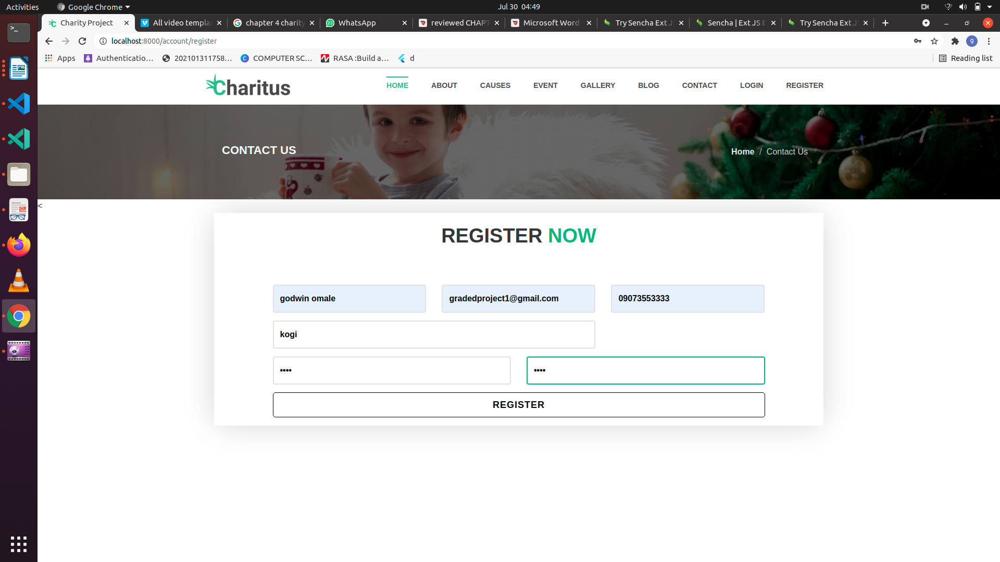 Activities
Google Chrome
Jul 30 04:49
Charity Project
All video templa
chapter 4 charity
WhatsApp
reviewed CHAPT
Microsoft Word
Try Sencha Ext JS
Sencha | Ext JS E
Try Sencha Ext JS
localhost:8000/account/register
g
Apps
Authenticatio…
202101311758…
COMPUTER SC…
RASA :Build a…
d
Reading list
Charitus
HOME
ABOUT
CAUSES
EVENT
GALLERY
BLOG
CONTACT
LOGIN
REGISTER
CONTACT US
Home / Contact Us
<
REGISTER NOW
godwin omale
gradedproject1@gmail.com
09073553333
kogi
••••
••••
REGISTER